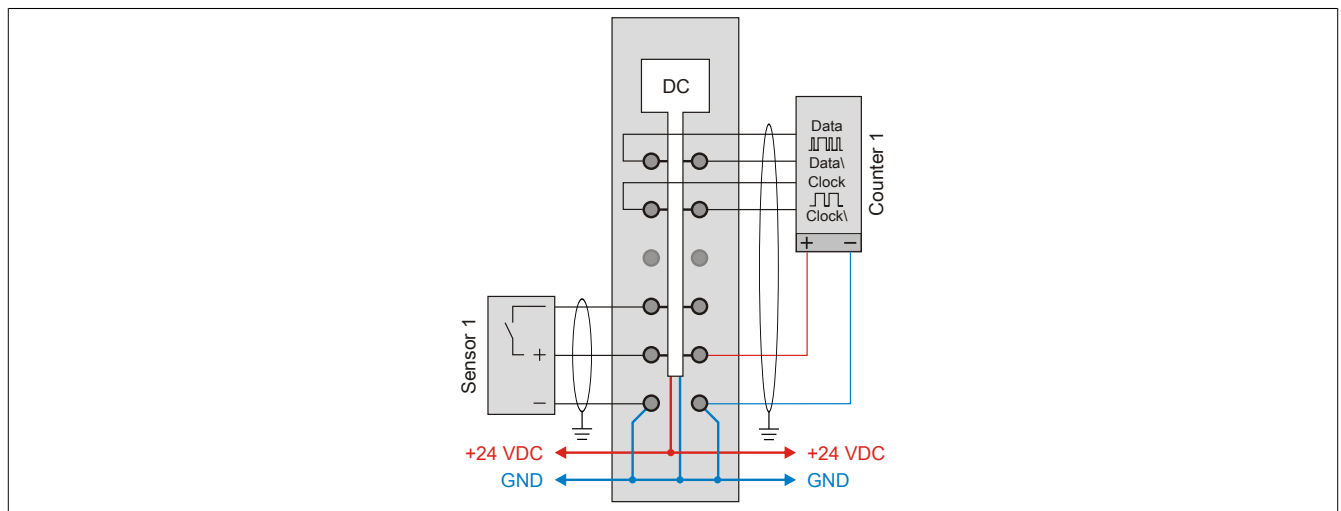 DC
Data
Data\
Clock
Clock\
Counter 1
+ −
Sensor 1
+
−
+24 VDC
+24 VDC
GND
GND